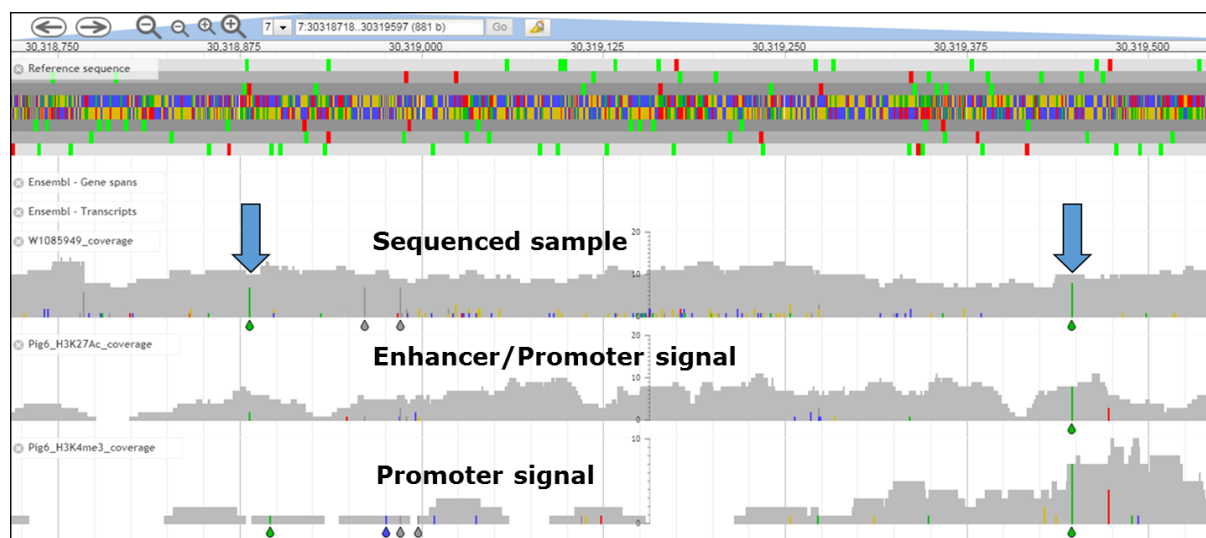 7 7:30318718..30319597 (881 b) Go
30.318,750 30.318,875 30.319,000 30.319,125 30.319,250 30.319,375 30.319,500
Reference sequence
Ensembl - Gene spans
Ensembl - Transcripts
W1085949_coverage
Sequenced sample
20
10
0
Pig6_H3K27Ac_coverage
Enhancer/Promoter signal
20
10
0
Pig6_H3K4me3_coverage
Promoter signal
10
0